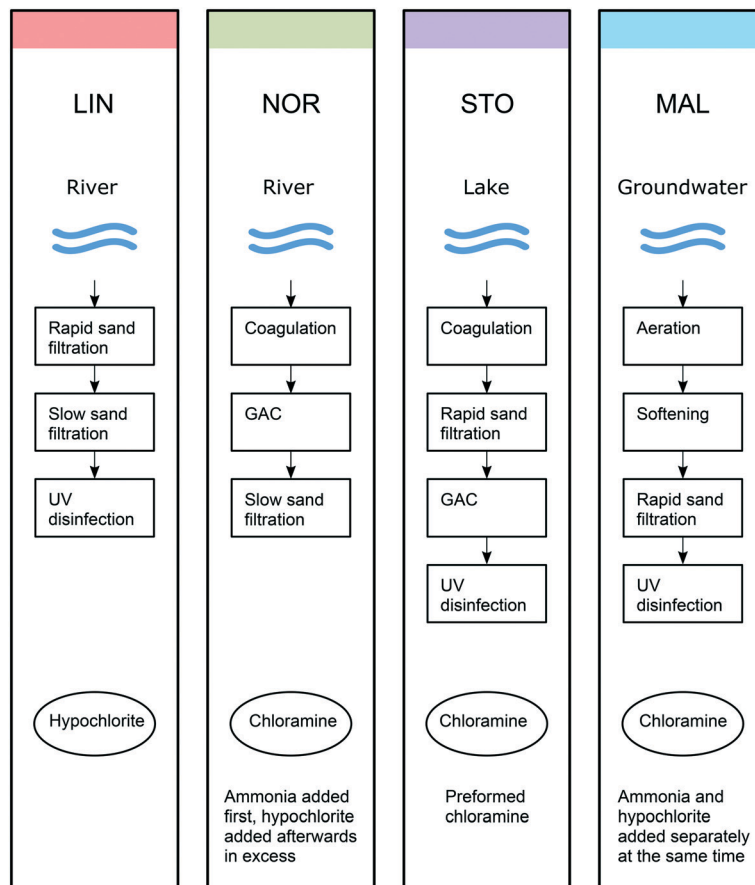 LIN
River
Rapid sand
filtration
Slow sand
filtration
UV
disinfection
Hypochlorite
NOR
River
Coagulation
GAC
Slow sand
filtration
Chloramine
Ammonia added
first, hypochlorite
added afterwards
in excess
STO
Lake
Coagulation
Rapid sand
filtration
GAC
UV
disinfection
Chloramine
Preformed
chloramine
MAL
Groundwater
Aeration
Softening
Rapid sand
filtration
UV
disinfection
Chloramine
Ammonia and
hypochlorite
added separately
at the same time